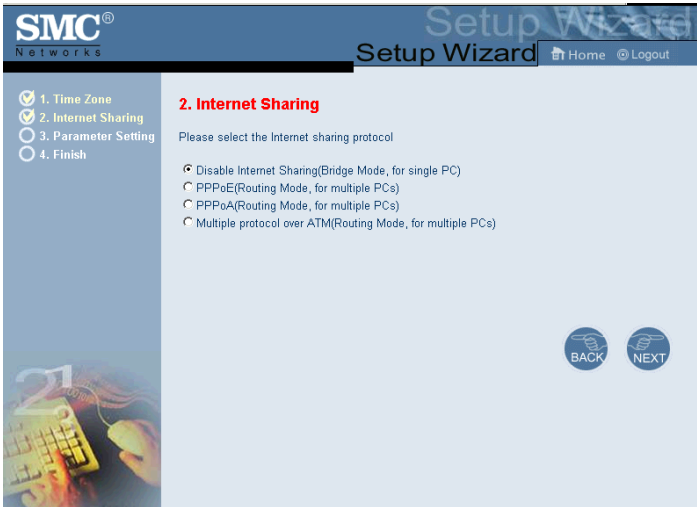 SMC®
Networks
Setup Wizard
Setup Wizard
Home
Logout
1. Time Zone
2. Internet Sharing
3. Parameter Setting
4. Finish
2. Internet Sharing
Please select the Internet sharing protocol
Disable Internet Sharing(Bridge Mode, for single PC)
PPPoE(Routing Mode, for multiple PCs)
PPPoA(Routing Mode, for multiple PCs)
Multiple protocol over ATM(Routing Mode, for multiple PCs)
BACK
NEXT
2.